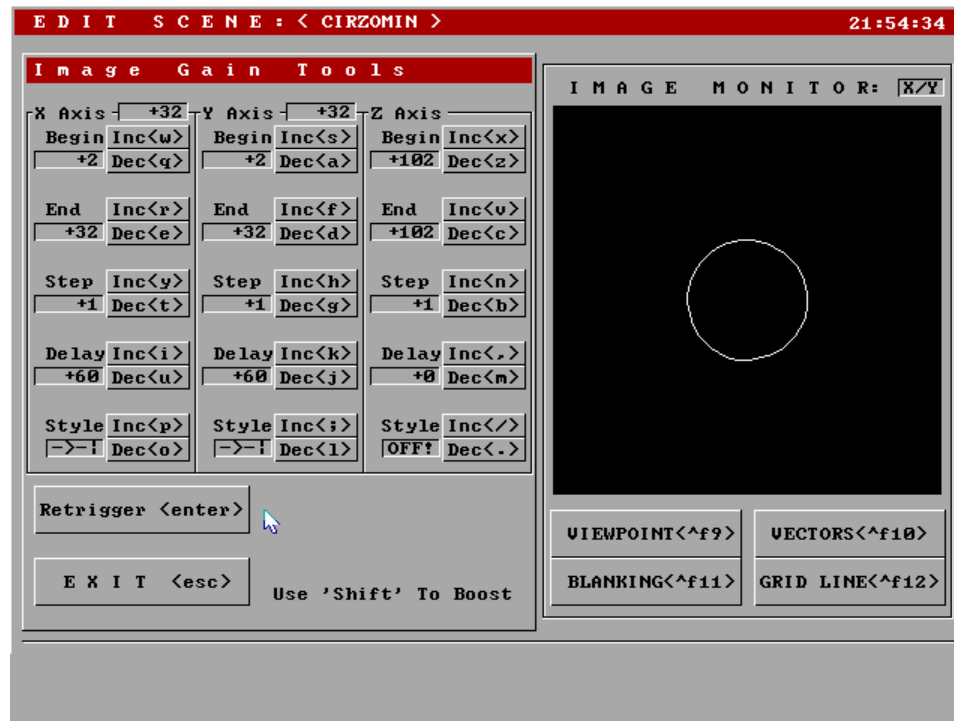 E D I T   S C E N E : < CIRZOMIN >   21:54:34
I m a g e   G a i n   T o o l s
I M A G E   M O N I T O R: X/Y
X Axis +32 Y Axis +32 Z Axis
Begin Inc<w> Begin Inc<s> Begin Inc<x>
+2 Dec<q> +2 Dec<a> +102 Dec<z>
End Inc<r> End Inc<f> End Inc<v>
+32 Dec<e> +32 Dec<d> +102 Dec<c>
Step Inc<y> Step Inc<h> Step Inc<n>
+1 Dec<t> +1 Dec<g> +1 Dec<b>
Delay Inc<i> Delay Inc<k> Delay Inc<,>
+60 Dec<u> +60 Dec<j> +0 Dec<m>
Style Inc<p> Style Inc<;> Style Inc</>
->-| Dec<o> ->-| Dec<l> OFF! Dec<.>
Retrigger <enter>
VIEWPOINT<^f9> VECTORS<^f10>
E X I T <esc>
BLANKING<^f11> GRID LINE<^f12>
Use 'Shift' To Boost